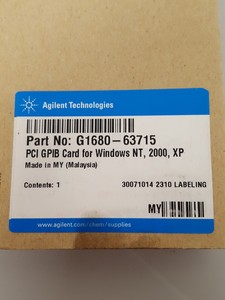 Agilent Technologies
Part No: G1680-63715
PCI GPIB Card for Windows NT, 2000, XP
Made in MY (Malaysia)
Contents: 1
30071014 2310 LABELING
MY
www.agilent.com/chem/supplies